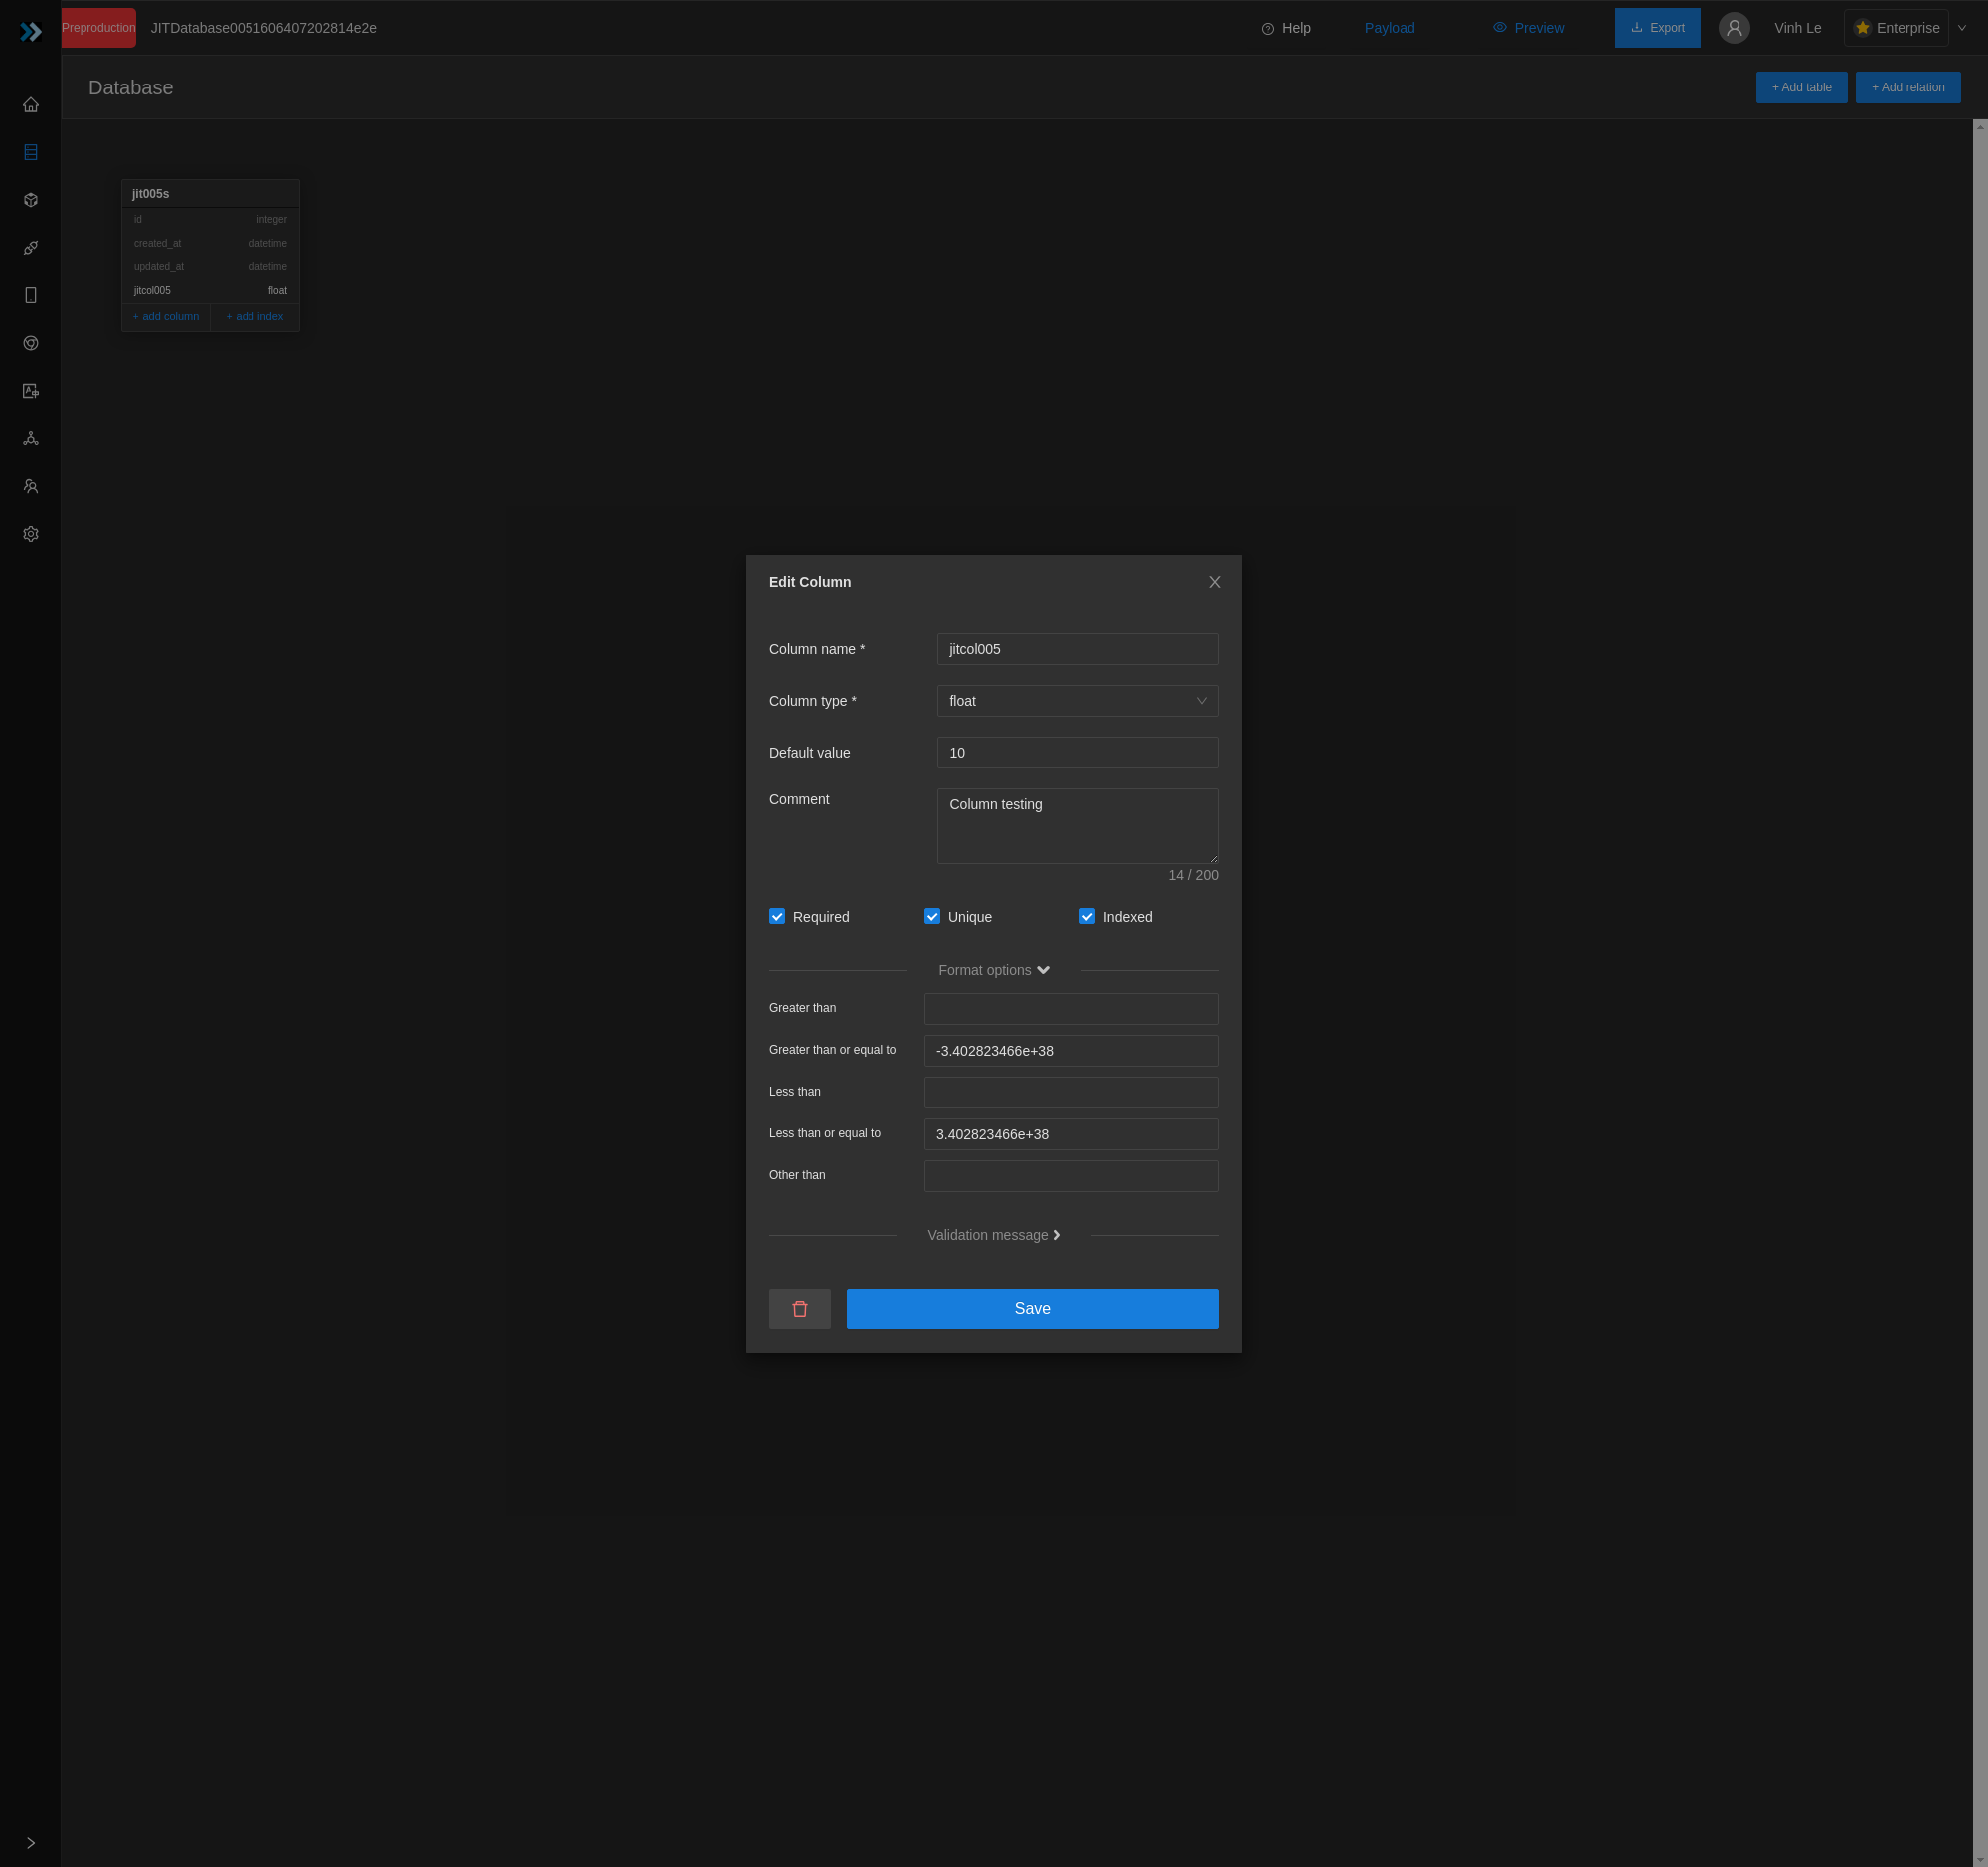 Preproduction JITDatabase0051606407202814e2e Help Payload Preview Export Vinh Le Enterprise
Database + Add table + Add relation
jit005s
id integer
created_at datetime
updated_at datetime
jitcol005 float
+ add column + add index
Edit Column
Column name * jitcol005
Column type * float
Default value 10
Comment Column testing
14 / 200
Required Unique Indexed
Format options
Greater than
Greater than or equal to -3.402823466e+38
Less than
Less than or equal to 3.402823466e+38
Other than
Validation message
Save